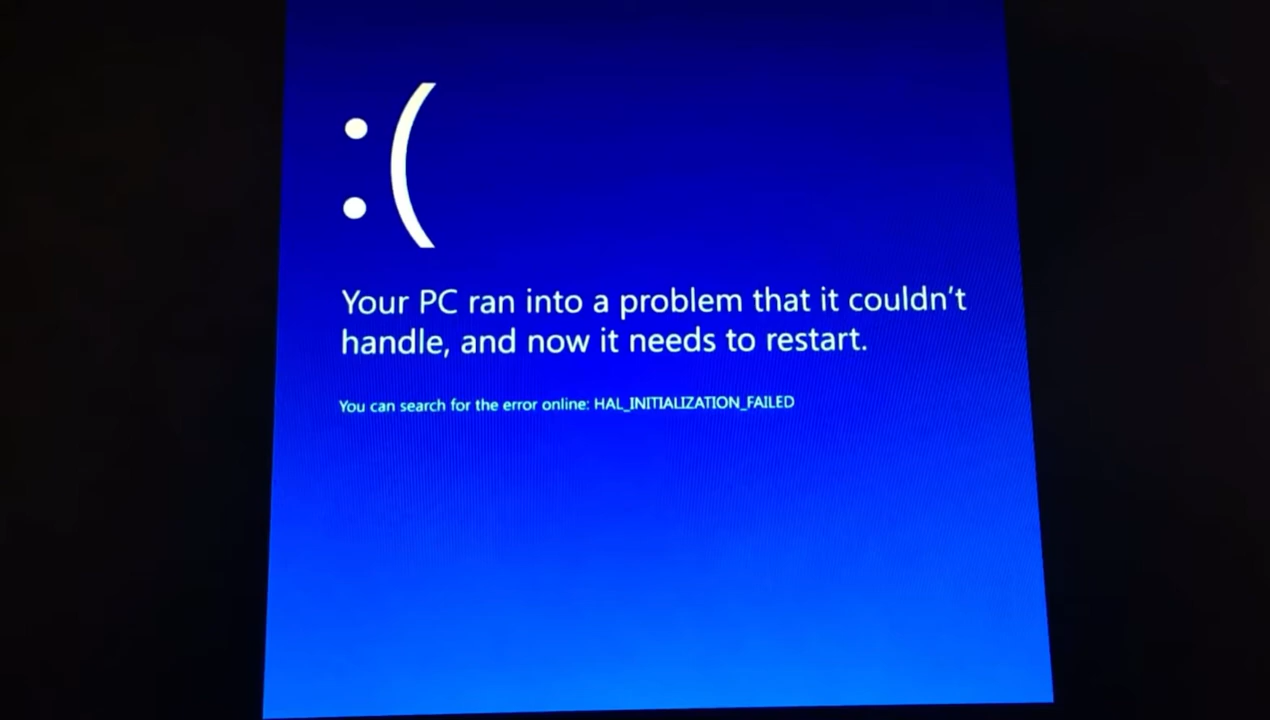 :(
Your PC ran into a problem that it couldn't
handle, and now it needs to restart.
You can search for the error online: HAL_INITIALIZATION_FAILED